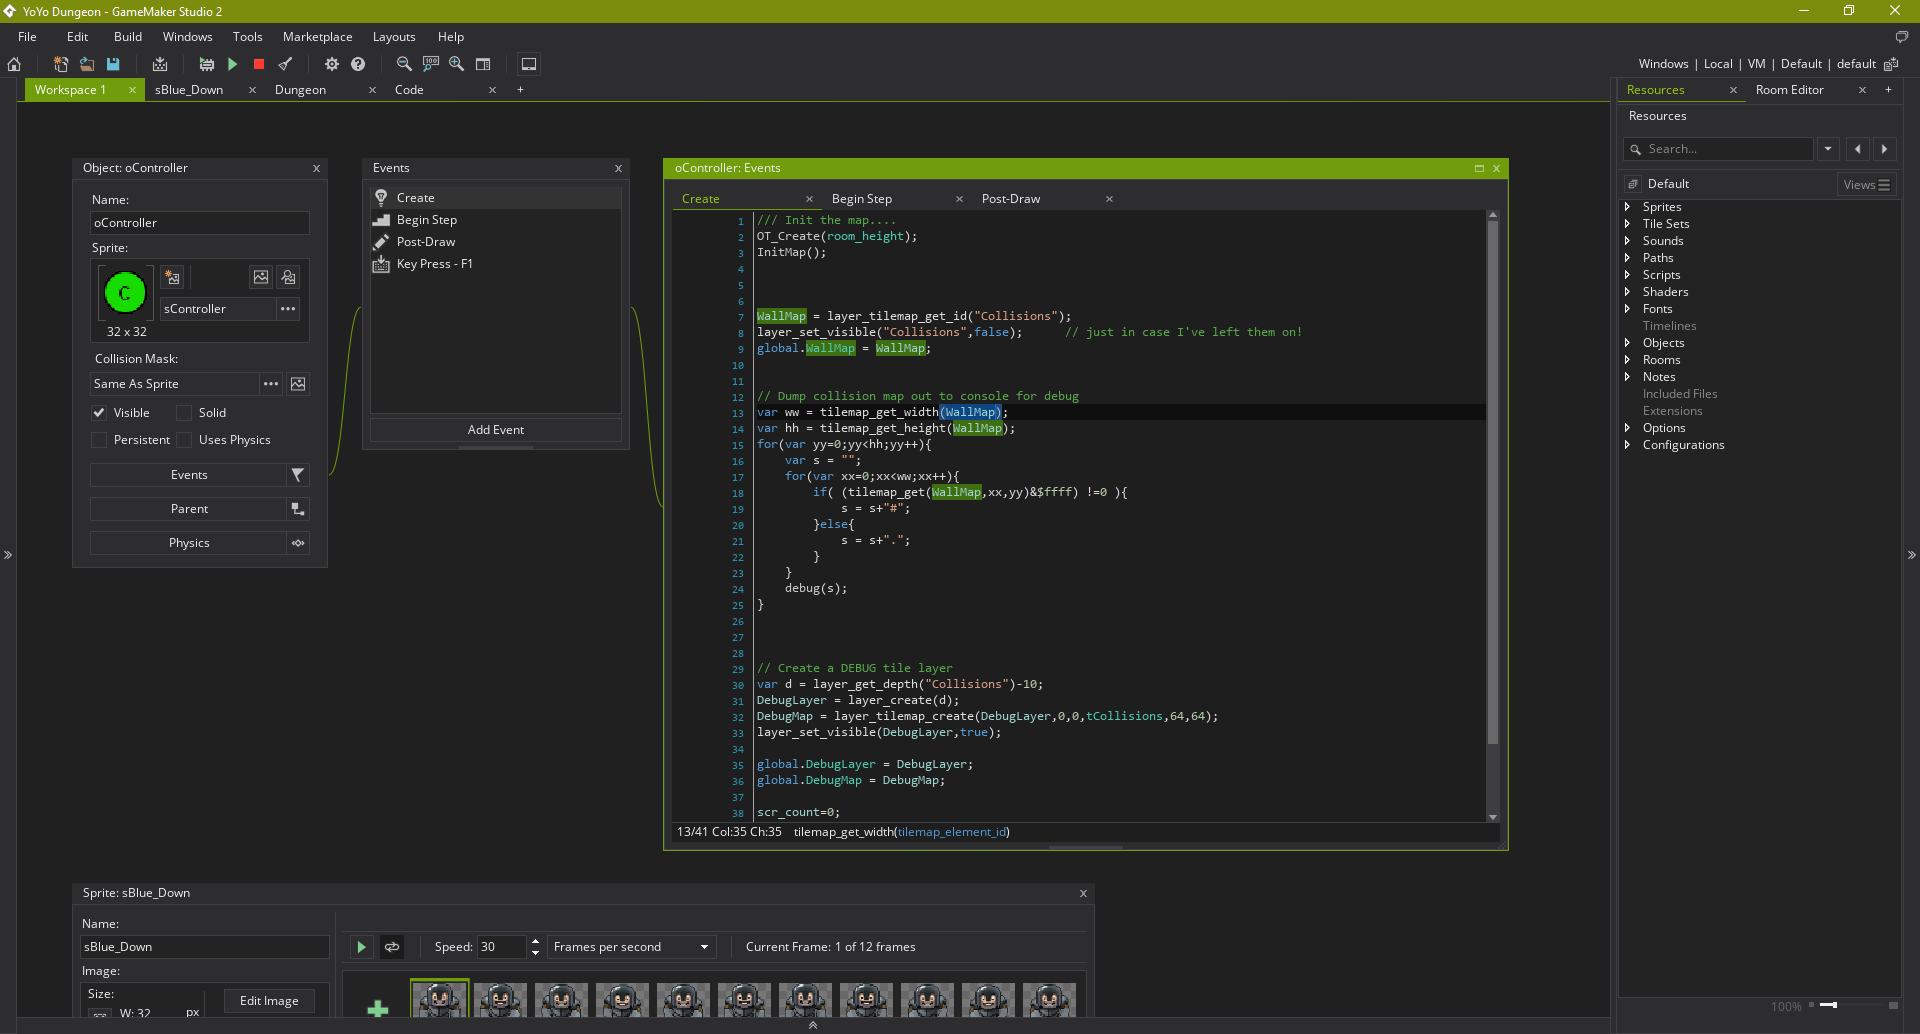 YoYo Dungeon - GameMaker Studio 2
File Edit Build Windows Tools Marketplace Layouts Help
Windows | Local | VM | Default | default
Workspace 1 sBlue_Down Dungeon Code
Object: oController
Name:
oController
Sprite:
C
sController
32 x 32
Collision Mask:
Same As Sprite
Visible Solid
Persistent Uses Physics
Events
Parent
Physics
Events
Create
Begin Step
Post-Draw
Key Press - F1
Add Event
oController: Events
Create Begin Step Post-Draw
1 /// Init the map....
2 OT_Create(room_height);
3 InitMap();
4
5
6
7 WallMap = layer_tilemap_get_id("Collisions");
8 layer_set_visible("Collisions",false);      // just in case I've left them on!
9 global.WallMap = WallMap;
10
11
12 // Dump collision map out to console for debug
13 var ww = tilemap_get_width(WallMap);
14 var hh = tilemap_get_height(WallMap);
15 for(var yy=0;yy<hh;yy++){
16     var s = "";
17     for(var xx=0;xx<ww;xx++){
18         if( (tilemap_get(WallMap,xx,yy)&$ffff) !=0 ){
19             s = s+"#";
20         }else{
21             s = s+".";
22         }
23     }
24     debug(s);
25 }
26
27
28
29 // Create a DEBUG tile layer
30 var d = layer_get_depth("Collisions")-10;
31 DebugLayer = layer_create(d);
32 DebugMap = layer_tilemap_create(DebugLayer,0,0,tCollisions,64,64);
33 layer_set_visible(DebugLayer,true);
34
35 global.DebugLayer = DebugLayer;
36 global.DebugMap = DebugMap;
37
38 scr_count=0;
13/41 Col:35 Ch:35 tilemap_get_width(tilemap_element_id)
Sprite: sBlue_Down
Name:
sBlue_Down
Image:
Size:
W: 32 px
Edit Image
Speed: 30 Frames per second Current Frame: 1 of 12 frames
Resources Room Editor
Resources
Search...
Default Views
Sprites
Tile Sets
Sounds
Paths
Scripts
Shaders
Fonts
Timelines
Objects
Rooms
Notes
Included Files
Extensions
Options
Configurations
100%